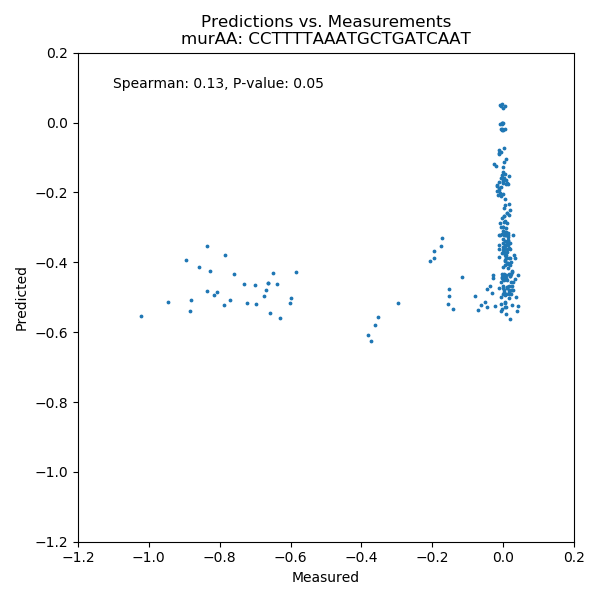 Predictions vs. Measurements
murAA: CCTTTTAAATGCTGATCAAT
Spearman: 0.13, P-value: 0.05
0.2
0.0
−0.2
−0.4
−0.6
−0.8
−1.0
−1.2
Predicted
−1.2 −1.0 −0.8 −0.6 −0.4 −0.2 0.0 0.2
Measured